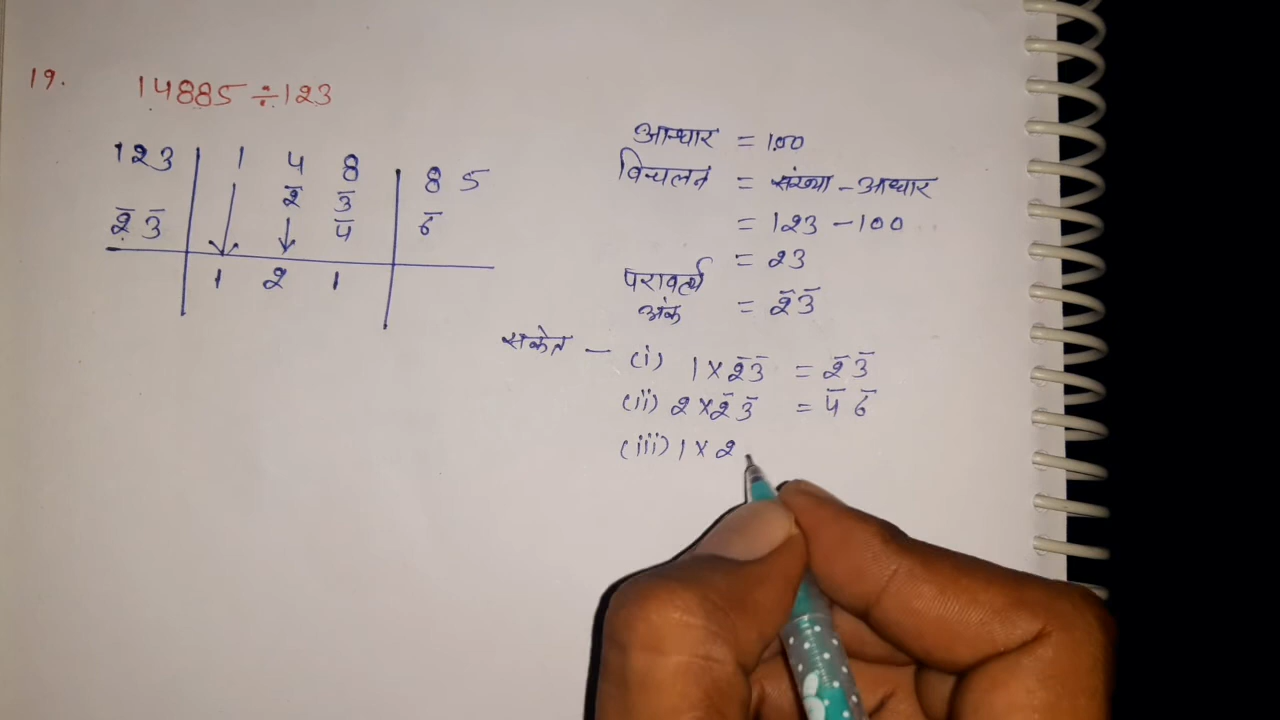 19. 14885 ÷ 123
123 | 1 4 8 | 8 5
2̄ 3̄ 6̄
2̄ 3̄ | ↓ ↓ 4̄ |
1 2 1
आधार = 100
विचलन = संख्या - आधार
= 123 - 100
= 23
परावर्त्य
अंक = 2̄3̄
संकेत - (i) 1 × 2̄3̄ = 2̄3̄
(ii) 2 × 2̄3̄ = 4̄ 6̄
(iii) 1 × 2